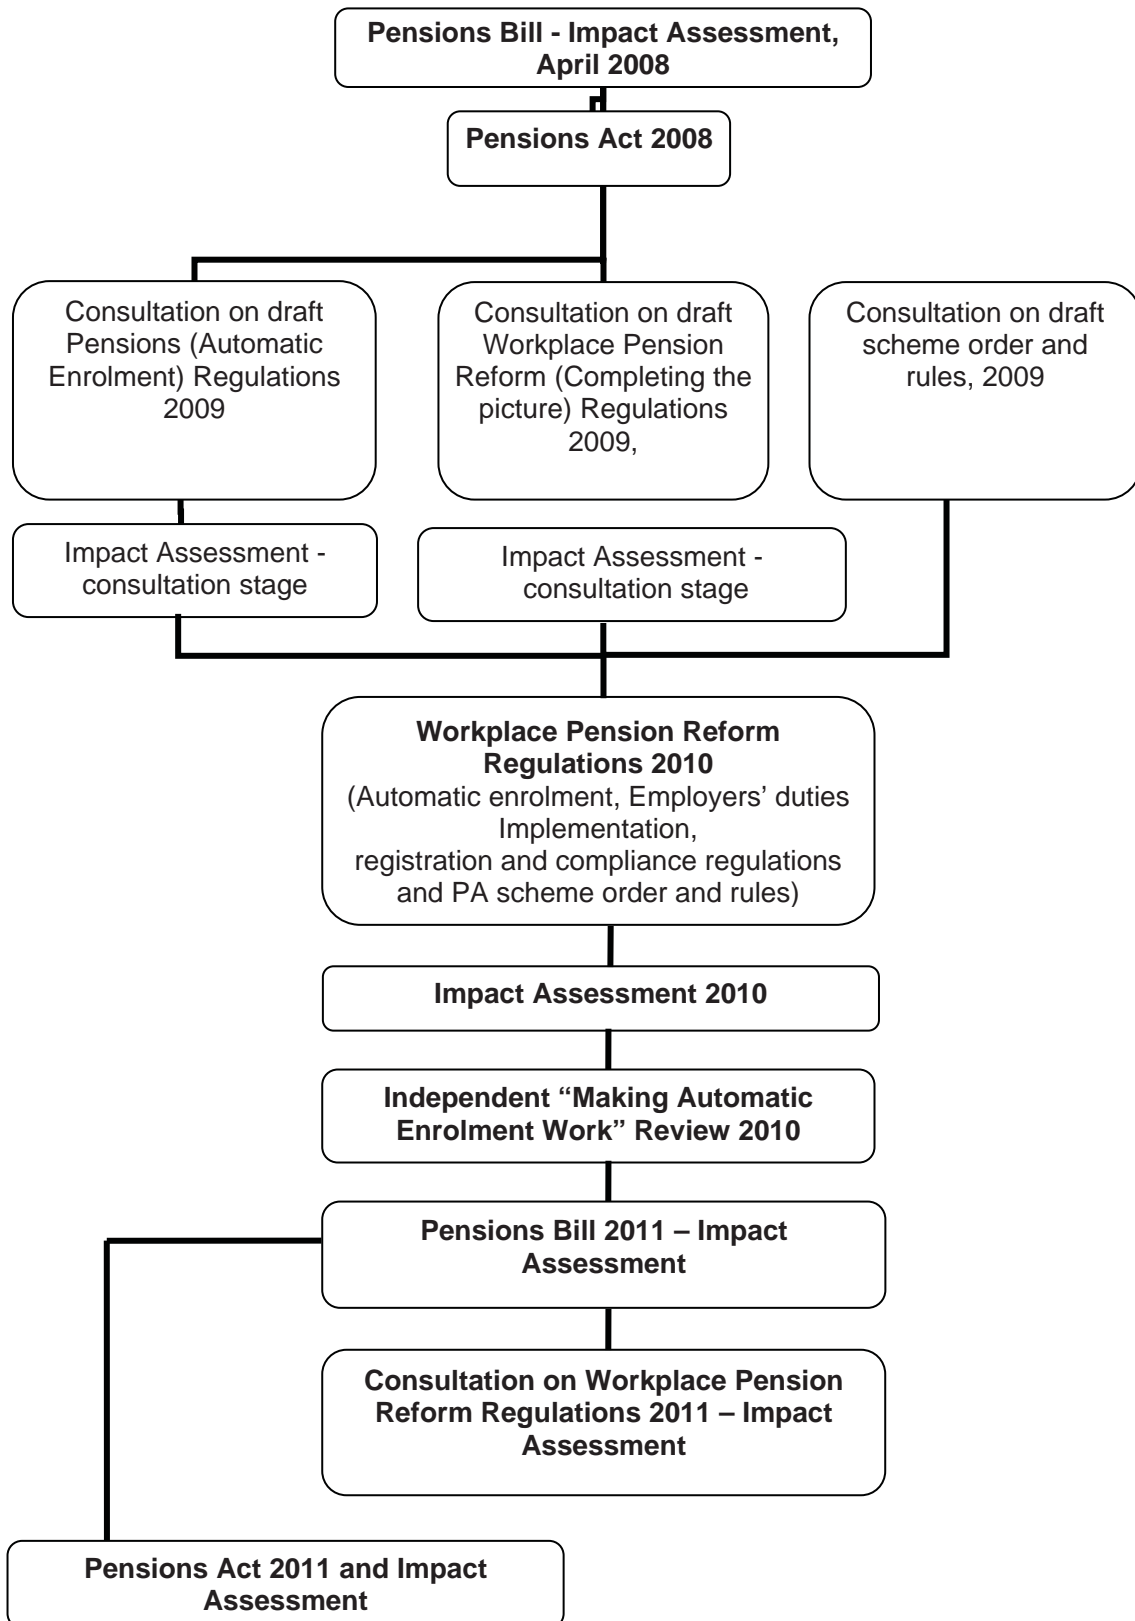 Pensions Bill - Impact Assessment,
April 2008
Pensions Act 2008
Consultation on draft
Pensions (Automatic
Enrolment) Regulations
2009
Consultation on draft
Workplace Pension
Reform (Completing the
picture) Regulations
2009,
Consultation on draft
scheme order and
rules, 2009
Impact Assessment -
consultation stage
Impact Assessment -
consultation stage
Workplace Pension Reform
Regulations 2010
(Automatic enrolment, Employers’ duties
Implementation,
registration and compliance regulations
and PA scheme order and rules)
Impact Assessment 2010
Independent “Making Automatic
Enrolment Work” Review 2010
Pensions Bill 2011 – Impact
Assessment
Consultation on Workplace Pension
Reform Regulations 2011 – Impact
Assessment
Pensions Act 2011 and Impact
Assessment